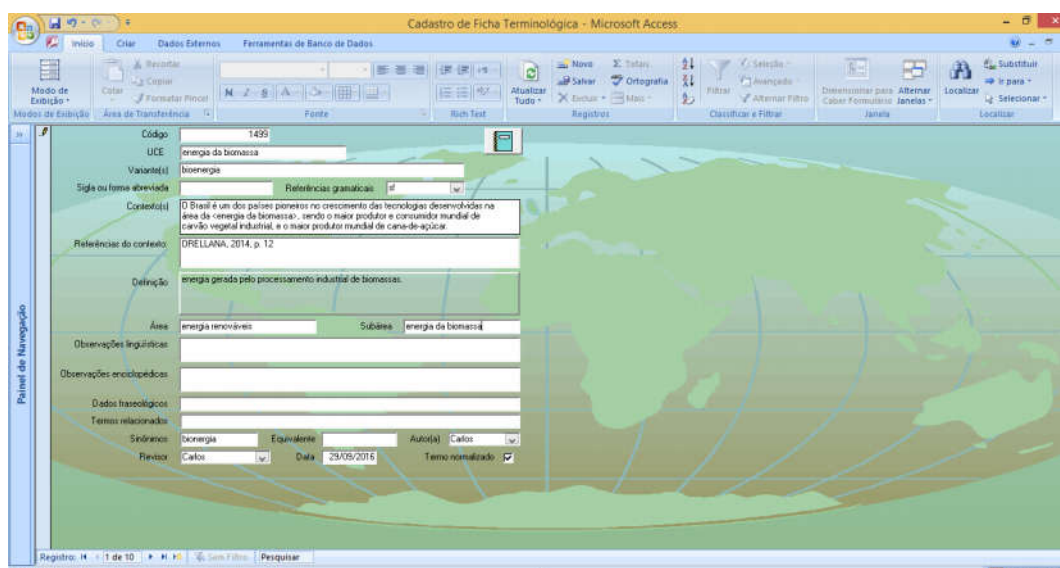 Cadastro de Ficha Terminológica - Microsoft Access
Início Criar Dados Externos Ferramentas de Banco de Dados
Modo de Exibição
Modos de Exibição
Colar
Recortar
Copiar
Formatar Pincel
Área de Transferência
N I S A
Fonte
Rich Text
Atualizar Tudo
Novo
Salvar
Excluir
Totais
Ortografia
Mais
Registros
Filtrar
Seleção
Avançado
Alternar Filtro
Classificar e Filtrar
Dimensionar para Caber Formulário
Alternar Janelas
Janela
Localizar
Substituir
Ir para
Selecionar
Localizar
Painel de Navegação
Código 1499
UCE energia da biomassa
Variante(s) bioenergia
Sigla ou forma abreviada Referências gramaticais sf
Contexto(s) O Brasil é um dos países pioneiros no crescimento das tecnologias desenvolvidas na
área da <energia da biomassa>, sendo o maior produtor e consumidor mundial de
carvão vegetal industrial, e o maior produtor mundial de cana-de-açúcar.
Referências do contexto ORELLANA, 2014, p. 12
Definição energia gerada pelo processamento industrial de biomassas.
Área energia renováveis Subárea energia da biomassa
Observações linguísticas
Observações enciclopédicas
Dados fraseológicos
Termos relacionados
Sinônimos bionergia Equivalente Autor(a) Carlos
Revisor Carlos Data 29/09/2016 Termo normalizado
Registro: 1 de 10 Sem Filtro Pesquisar